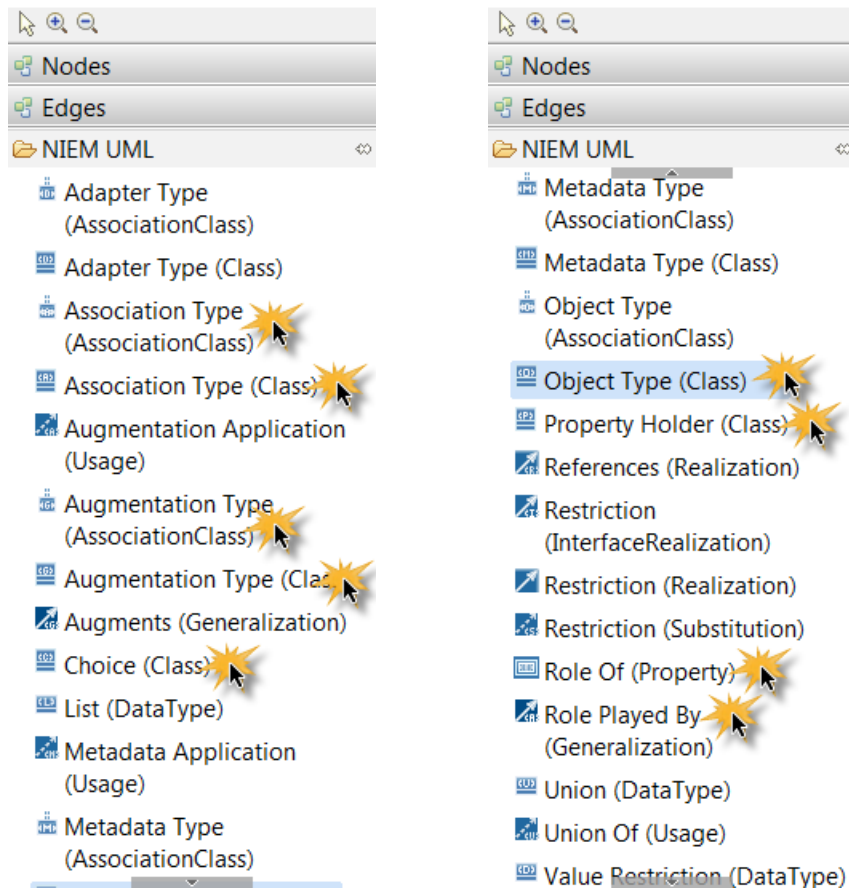 Nodes
Edges
NIEM UML
Adapter Type
(AssociationClass)
Adapter Type (Class)
Association Type
(AssociationClass)
Association Type (Class)
Augmentation Application
(Usage)
Augmentation Type
(AssociationClass)
Augmentation Type (Class
Augments (Generalization)
Choice (Class)
List (DataType)
Metadata Application
(Usage)
Metadata Type
(AssociationClass)
Nodes
Edges
NIEM UML
Metadata Type
(AssociationClass)
Metadata Type (Class)
Object Type
(AssociationClass)
Object Type (Class)
Property Holder (Class)
References (Realization)
Restriction
(InterfaceRealization)
Restriction (Realization)
Restriction (Substitution)
Role Of (Property)
Role Played By
(Generalization)
Union (DataType)
Union Of (Usage)
Value Restriction (DataType)